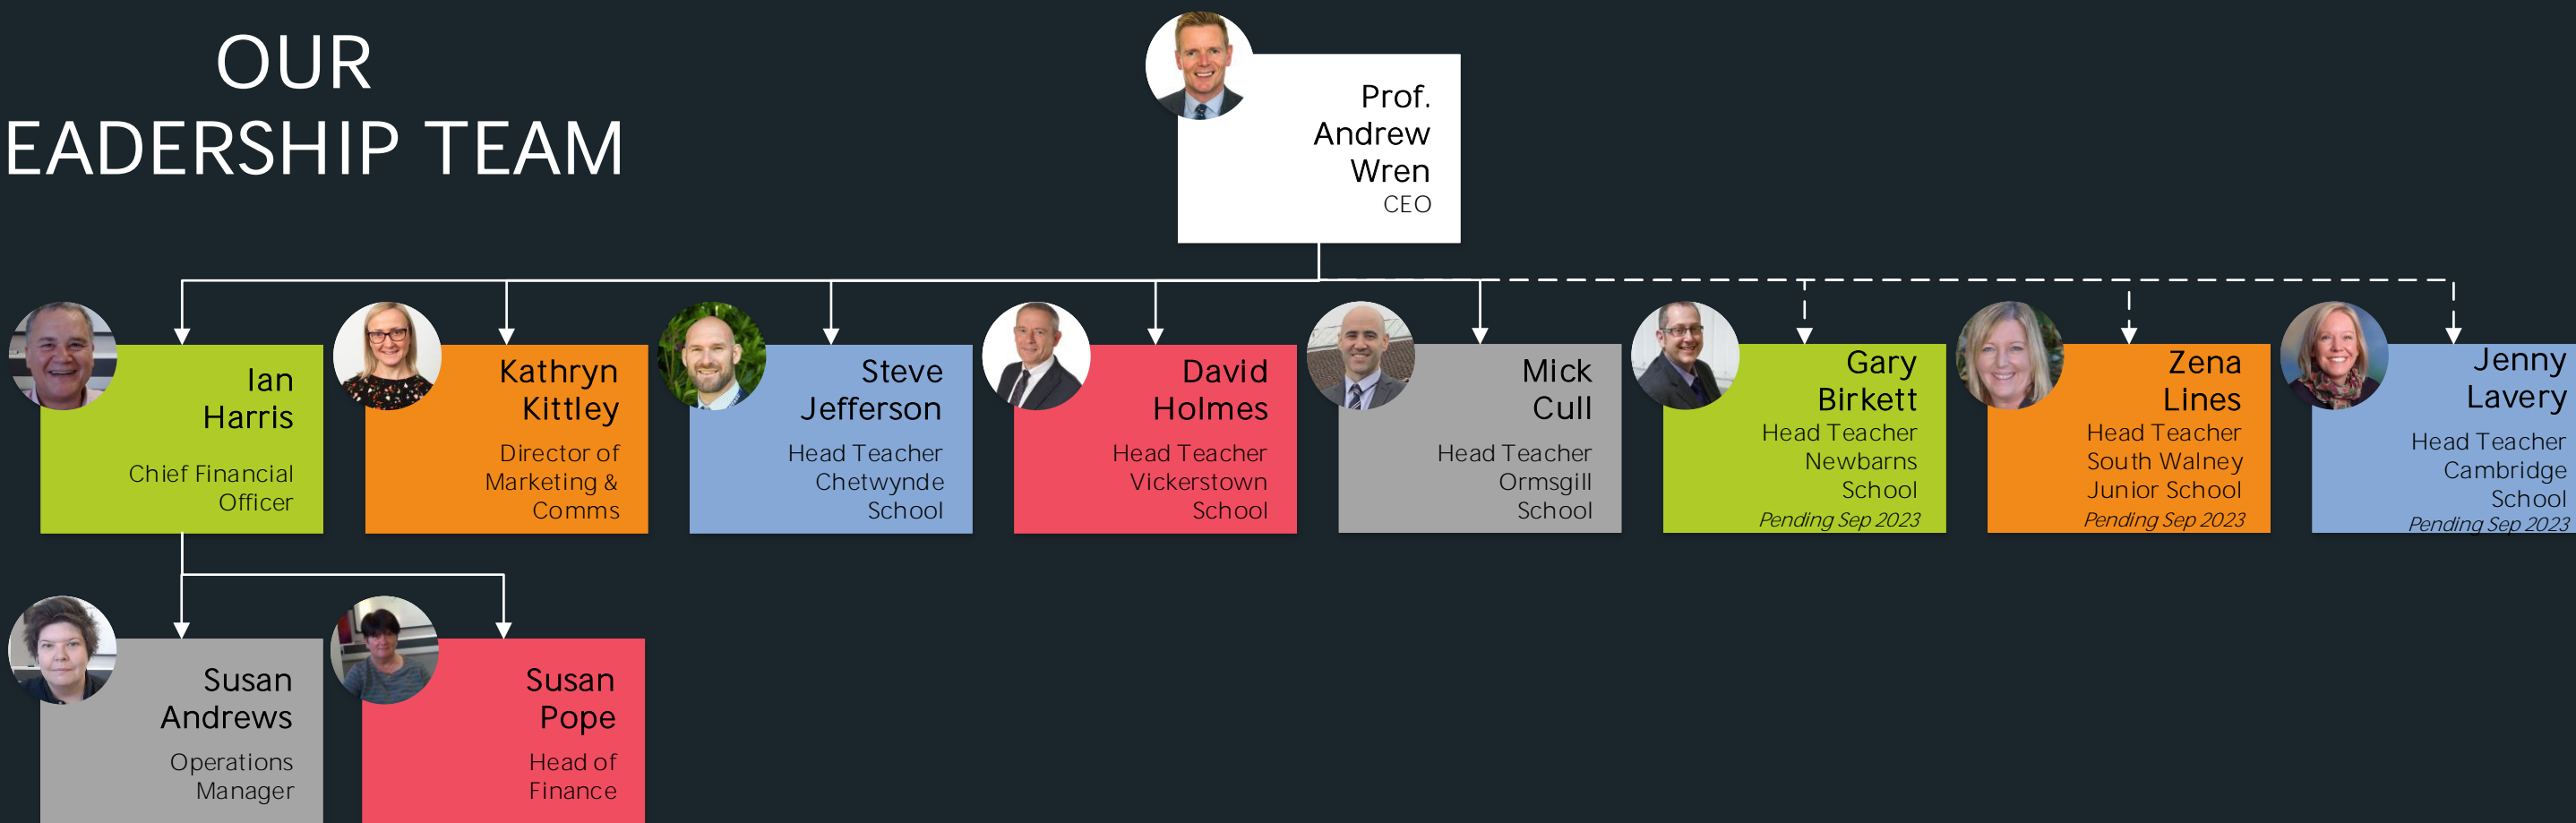 OUR
EADERSHIP TEAM
Prof.
Andrew
Wren
CEO
Ian
Harris
Chief Financial
Officer
Kathryn
Kittley
Director of
Marketing &
Comms
Steve
Jefferson
Head Teacher
Chetwynde
School
David
Holmes
Head Teacher
Vickerstown
School
Mick
Cull
Head Teacher
Ormsgill
School
Gary
Birkett
Head Teacher
Newbarns
School
Pending Sep 2023
Zena
Lines
Head Teacher
South Walney
Junior School
Pending Sep 2023
Jenny
Lavery
Head Teacher
Cambridge
School
Pending Sep 2023
Susan
Andrews
Operations
Manager
Susan
Pope
Head of
Finance